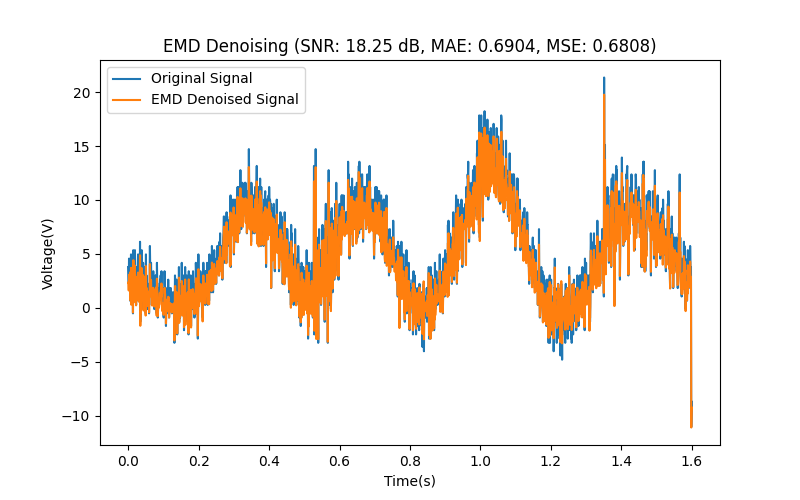 EMD Denoising (SNR: 18.25 dB, MAE: 0.6904, MSE: 0.6808)
Original Signal
EMD Denoised Signal
Voltage(V)
20
15
10
5
0
−5
−10
0.0 0.2 0.4 0.6 0.8 1.0 1.2 1.4 1.6
Time(s)